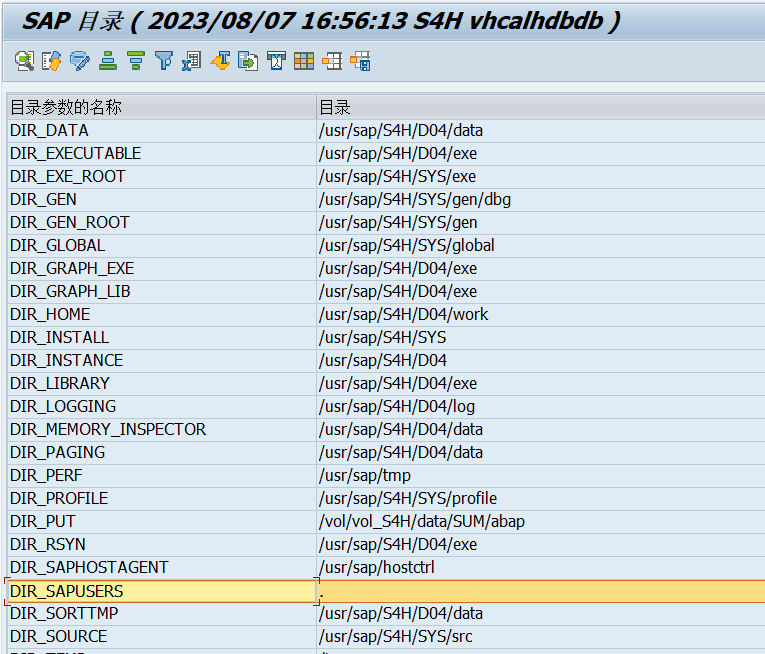 SAP 目录 ( 2023/08/07 16:56:13 S4H vhcalhdbdb )
目录参数的名称 目录
DIR_DATA /usr/sap/S4H/D04/data
DIR_EXECUTABLE /usr/sap/S4H/D04/exe
DIR_EXE_ROOT /usr/sap/S4H/SYS/exe
DIR_GEN /usr/sap/S4H/SYS/gen/dbg
DIR_GEN_ROOT /usr/sap/S4H/SYS/gen
DIR_GLOBAL /usr/sap/S4H/SYS/global
DIR_GRAPH_EXE /usr/sap/S4H/D04/exe
DIR_GRAPH_LIB /usr/sap/S4H/D04/exe
DIR_HOME /usr/sap/S4H/D04/work
DIR_INSTALL /usr/sap/S4H/SYS
DIR_INSTANCE /usr/sap/S4H/D04
DIR_LIBRARY /usr/sap/S4H/D04/exe
DIR_LOGGING /usr/sap/S4H/D04/log
DIR_MEMORY_INSPECTOR /usr/sap/S4H/D04/data
DIR_PAGING /usr/sap/S4H/D04/data
DIR_PERF /usr/sap/tmp
DIR_PROFILE /usr/sap/S4H/SYS/profile
DIR_PUT /vol/vol_S4H/data/SUM/abap
DIR_RSYN /usr/sap/S4H/D04/exe
DIR_SAPHOSTAGENT /usr/sap/hostctrl
DIR_SAPUSERS .
DIR_SORTTMP /usr/sap/S4H/D04/data
DIR_SOURCE /usr/sap/S4H/SYS/src